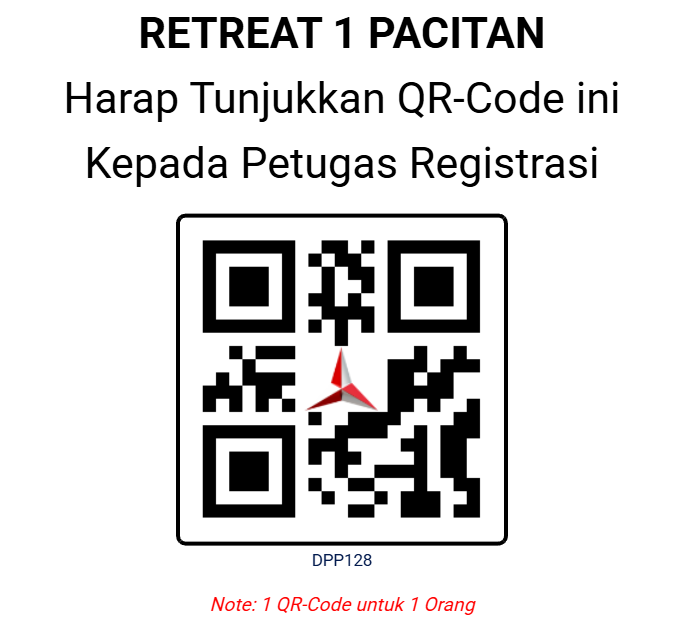 RETREAT 1 PACITAN
Harap Tunjukkan QR-Code ini
Kepada Petugas Registrasi
DPP128
Note: 1 QR-Code untuk 1 Orang